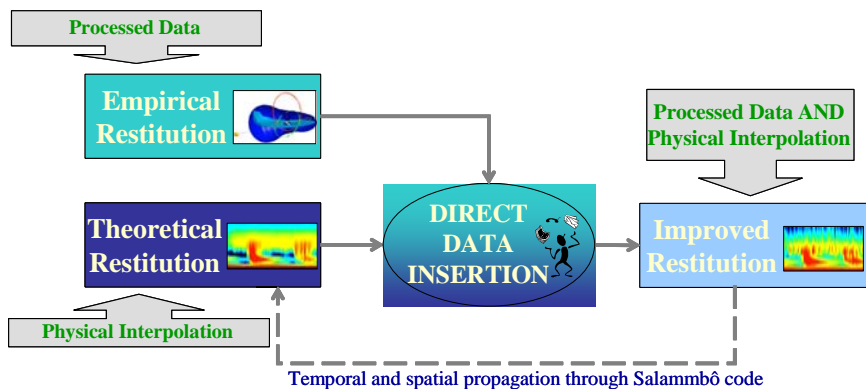 Processed Data
Empirical
Restitution
Processed Data AND
Physical Interpolation
Theoretical
Restitution
DIRECT
DATA
INSERTION
Improved
Restitution
Physical Interpolation
Temporal and spatial propagation through Salammbô code